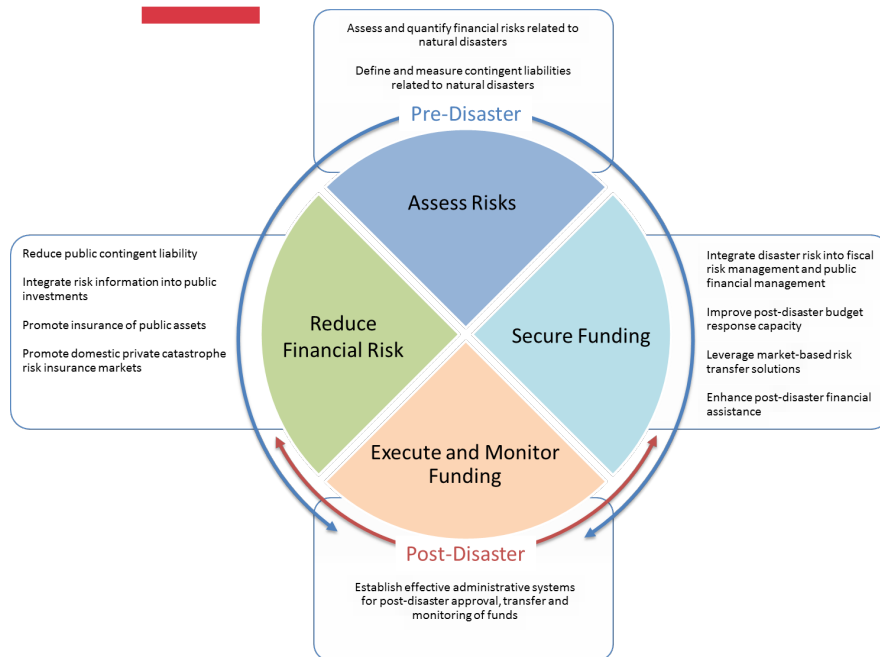 Assess and quantify financial risks related to
natural disasters
Define and measure contingent liabilities
related to natural disasters
Pre-Disaster
Assess Risks
Reduce public contingent liability
Integrate risk information into public
investments
Promote insurance of public assets
Promote domestic private catastrophe
risk insurance markets
Reduce
Financial Risk
Secure Funding
Integrate disaster risk into fiscal
risk management and public
financial management
Improve post-disaster budget
response capacity
Leverage market-based risk
transfer solutions
Enhance post-disaster financial
assistance
Execute and Monitor
Funding
Post-Disaster
Establish effective administrative systems
for post-disaster approval, transfer and
monitoring of funds